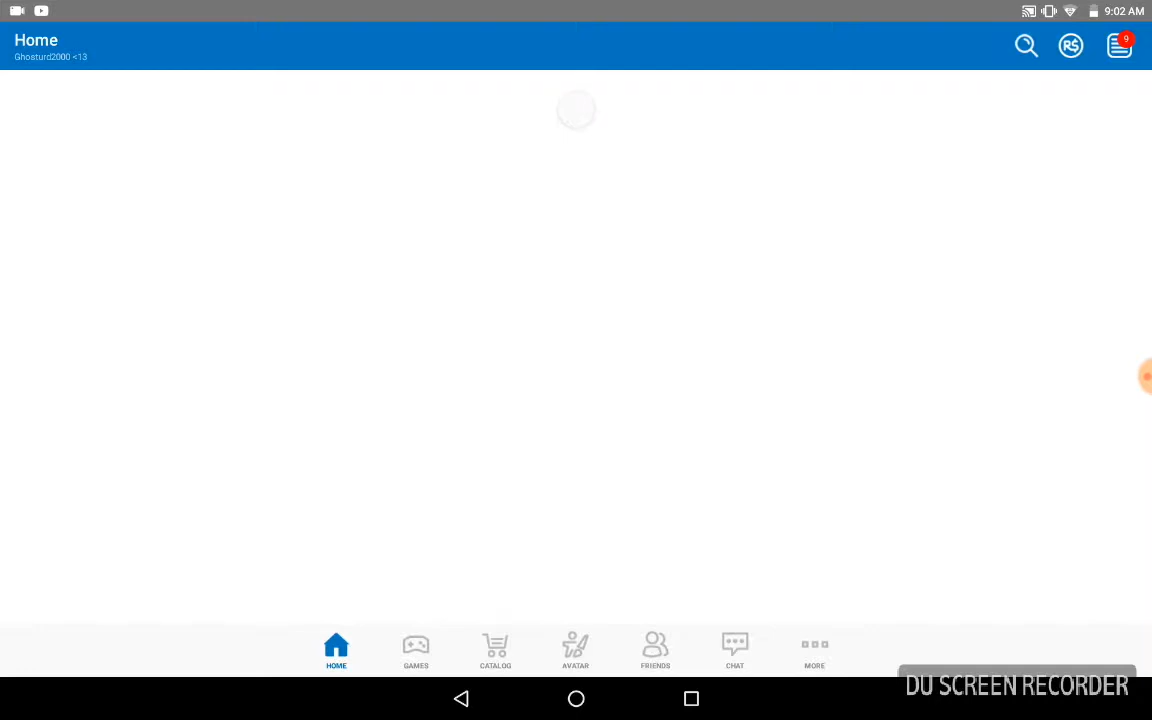 9:02 AM
Home
Ghosturd2000 <13
R$
9
HOME
GAMES
CATALOG
AVATAR
FRIENDS
CHAT
MORE
DU SCREEN RECORDER